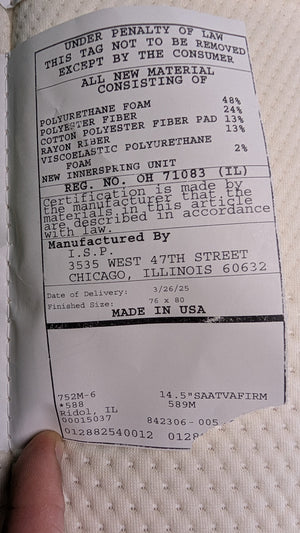 UNDER PENALTY OF LAW
THIS TAG NOT TO BE REMOVED
EXCEPT BY THE CONSUMER
ALL NEW MATERIAL
CONSISTING OF
POLYURETHANE FOAM 48%
POLYESTER FIBER 24%
COTTON POLYESTER FIBER PAD 13%
RAYON RIBER 13%
VISCOELASTIC POLYURETHANE
FOAM 2%
NEW INNERSPRING UNIT
REG. NO. OH 71083 (IL)
Certification is made by
the manufacturer that the
materials in this article
are described in accordance
with law.
Manufactured By
I.S.P.
3535 WEST 47TH STREET
CHICAGO, ILLINOIS 60632
Date of Delivery: 3/26/25
Finished Size: 76 x 80
MADE IN USA
752M-6 14.5"SAATVAFIRM
*588 589M
Ridol, IL
90015037 842306-005
012882540012 0128